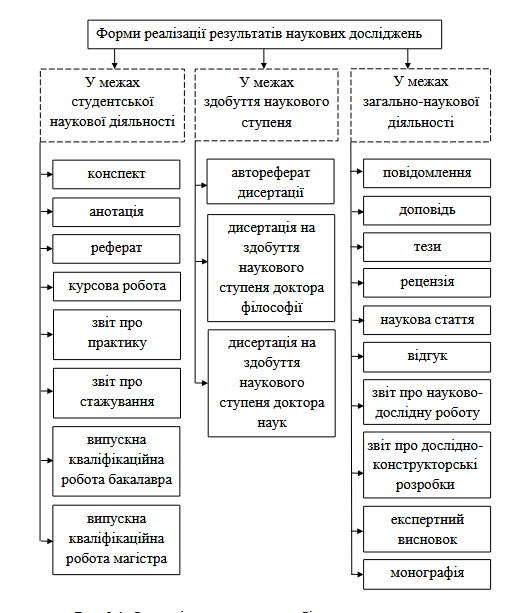 Форми реалізації результатів наукових досліджень
У межах
студентської
наукової діяльності
У межах
здобуття наукового
ступеня
У межах
загально-наукової
діяльності
конспект
анотація
реферат
курсова робота
звіт про
практику
звіт про
стажування
випускна
кваліфікаційна
робота бакалавра
випускна
кваліфікаційна
робота магістра
автореферат
дисертації
дисертація на
здобуття
наукового
ступеня доктора
філософії
дисертація на
здобуття
наукового
ступеня доктора
наук
повідомлення
доповідь
тези
рецензія
наукова стаття
відгук
звіт про науково-
дослідну роботу
звіт про дослідно-
конструкторські
розробки
експертний
висновок
монографія